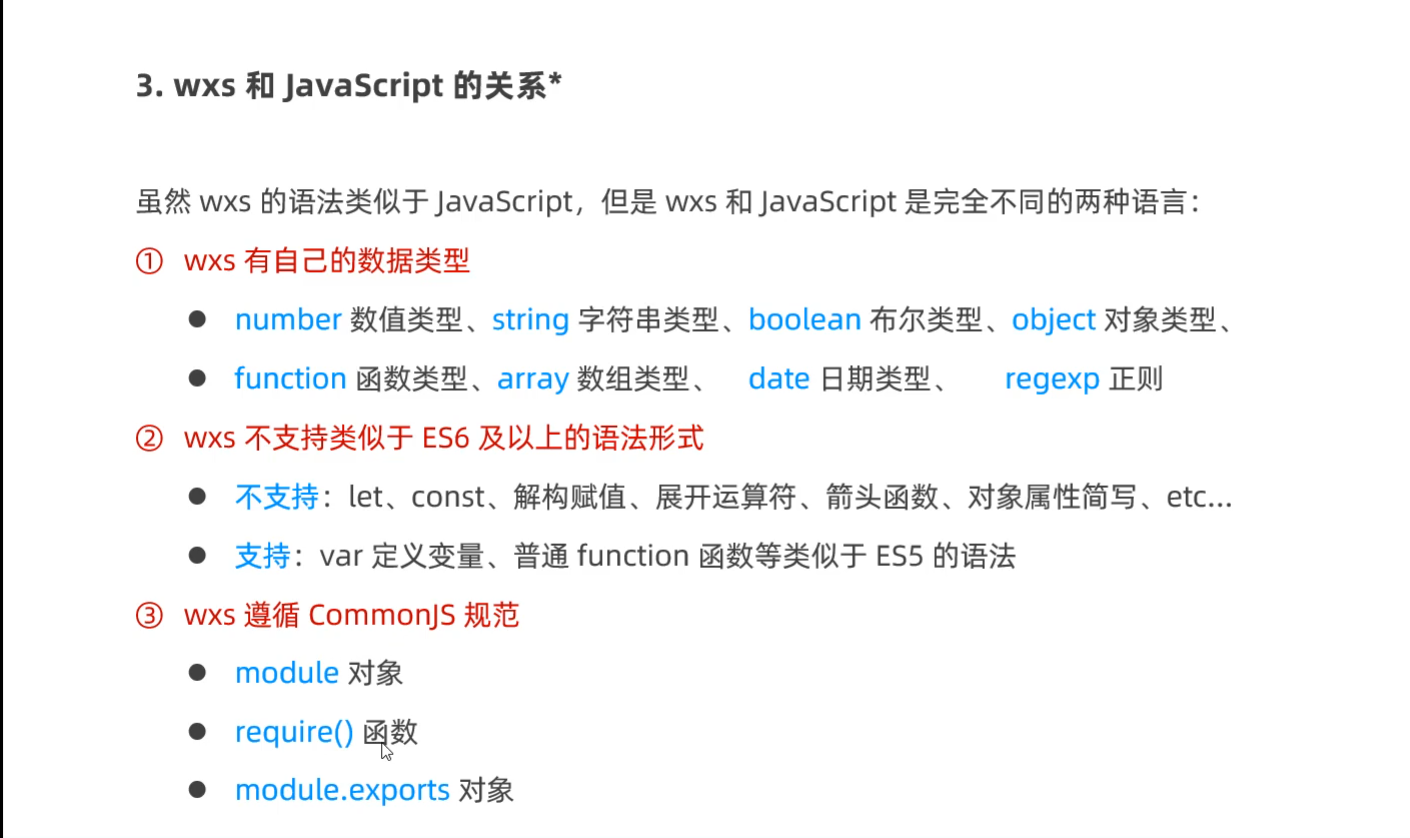 3. wxs 和 JavaScript 的关系*
虽然 wxs 的语法类似于 JavaScript，但是 wxs 和 JavaScript 是完全不同的两种语言：
① wxs 有自己的数据类型
● number 数值类型、string 字符串类型、boolean 布尔类型、object 对象类型、
● function 函数类型、array 数组类型、 date 日期类型、 regexp 正则
② wxs 不支持类似于 ES6 及以上的语法形式
● 不支持：let、const、解构赋值、展开运算符、箭头函数、对象属性简写、etc...
● 支持：var 定义变量、普通 function 函数等类似于 ES5 的语法
③ wxs 遵循 CommonJS 规范
● module 对象
● require() 函数
● module.exports 对象